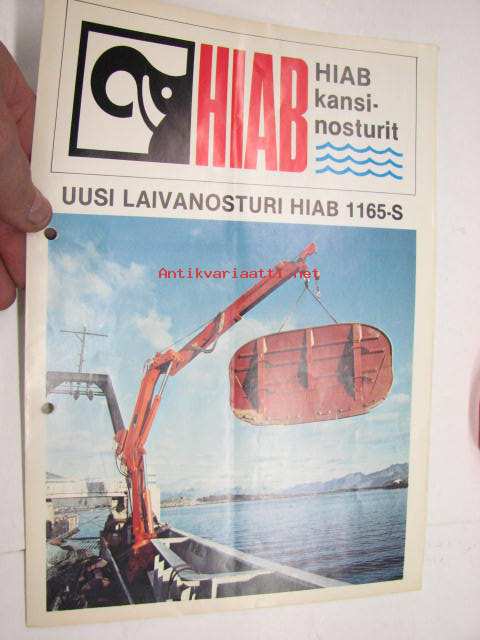 HIAB
HIAB
kansi-
nosturit
UUSI LAIVANOSTURI HIAB 1165-S
Antikvariaatti.net